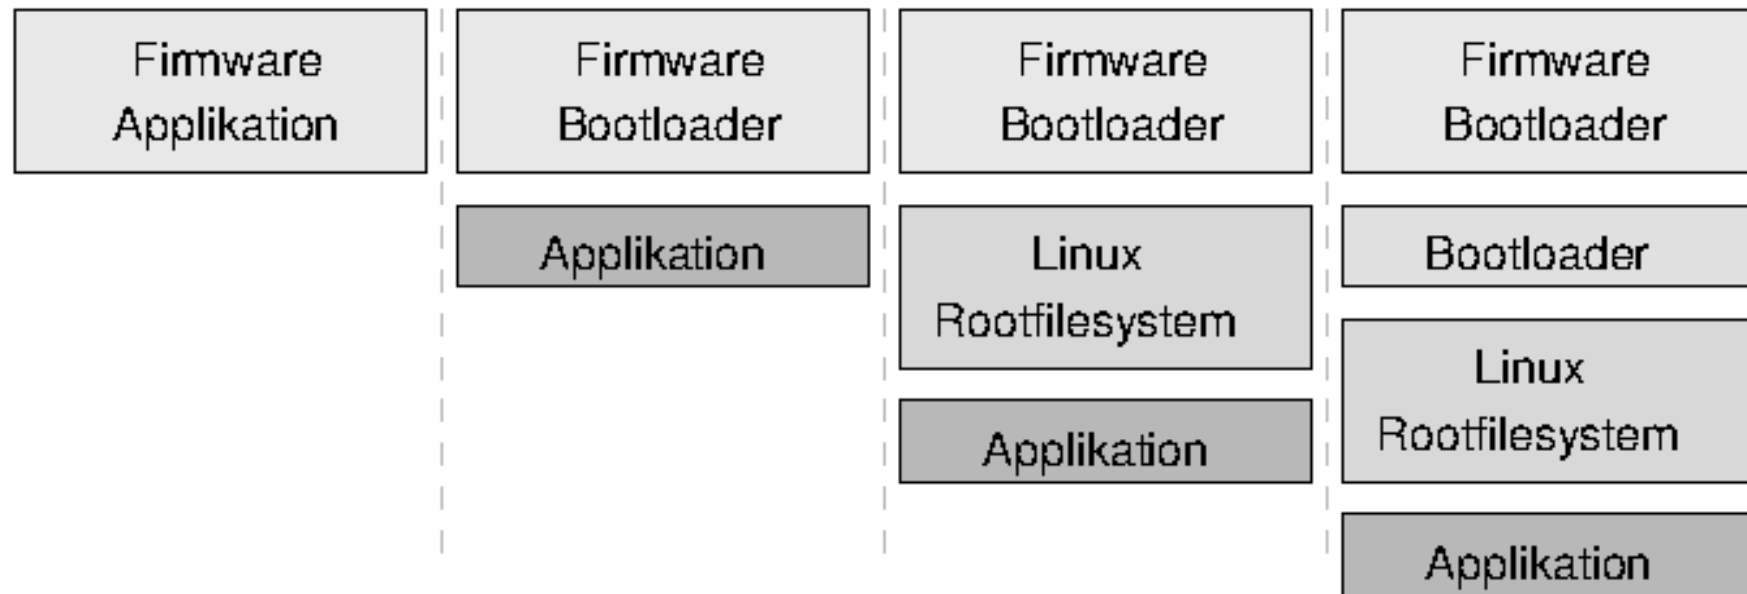 Firmware
Applikation
Firmware
Bootloader
Applikation
Firmware
Bootloader
Linux
Rootfilesystem
Applikation
Firmware
Bootloader
Bootloader
Linux
Rootfilesystem
Applikation